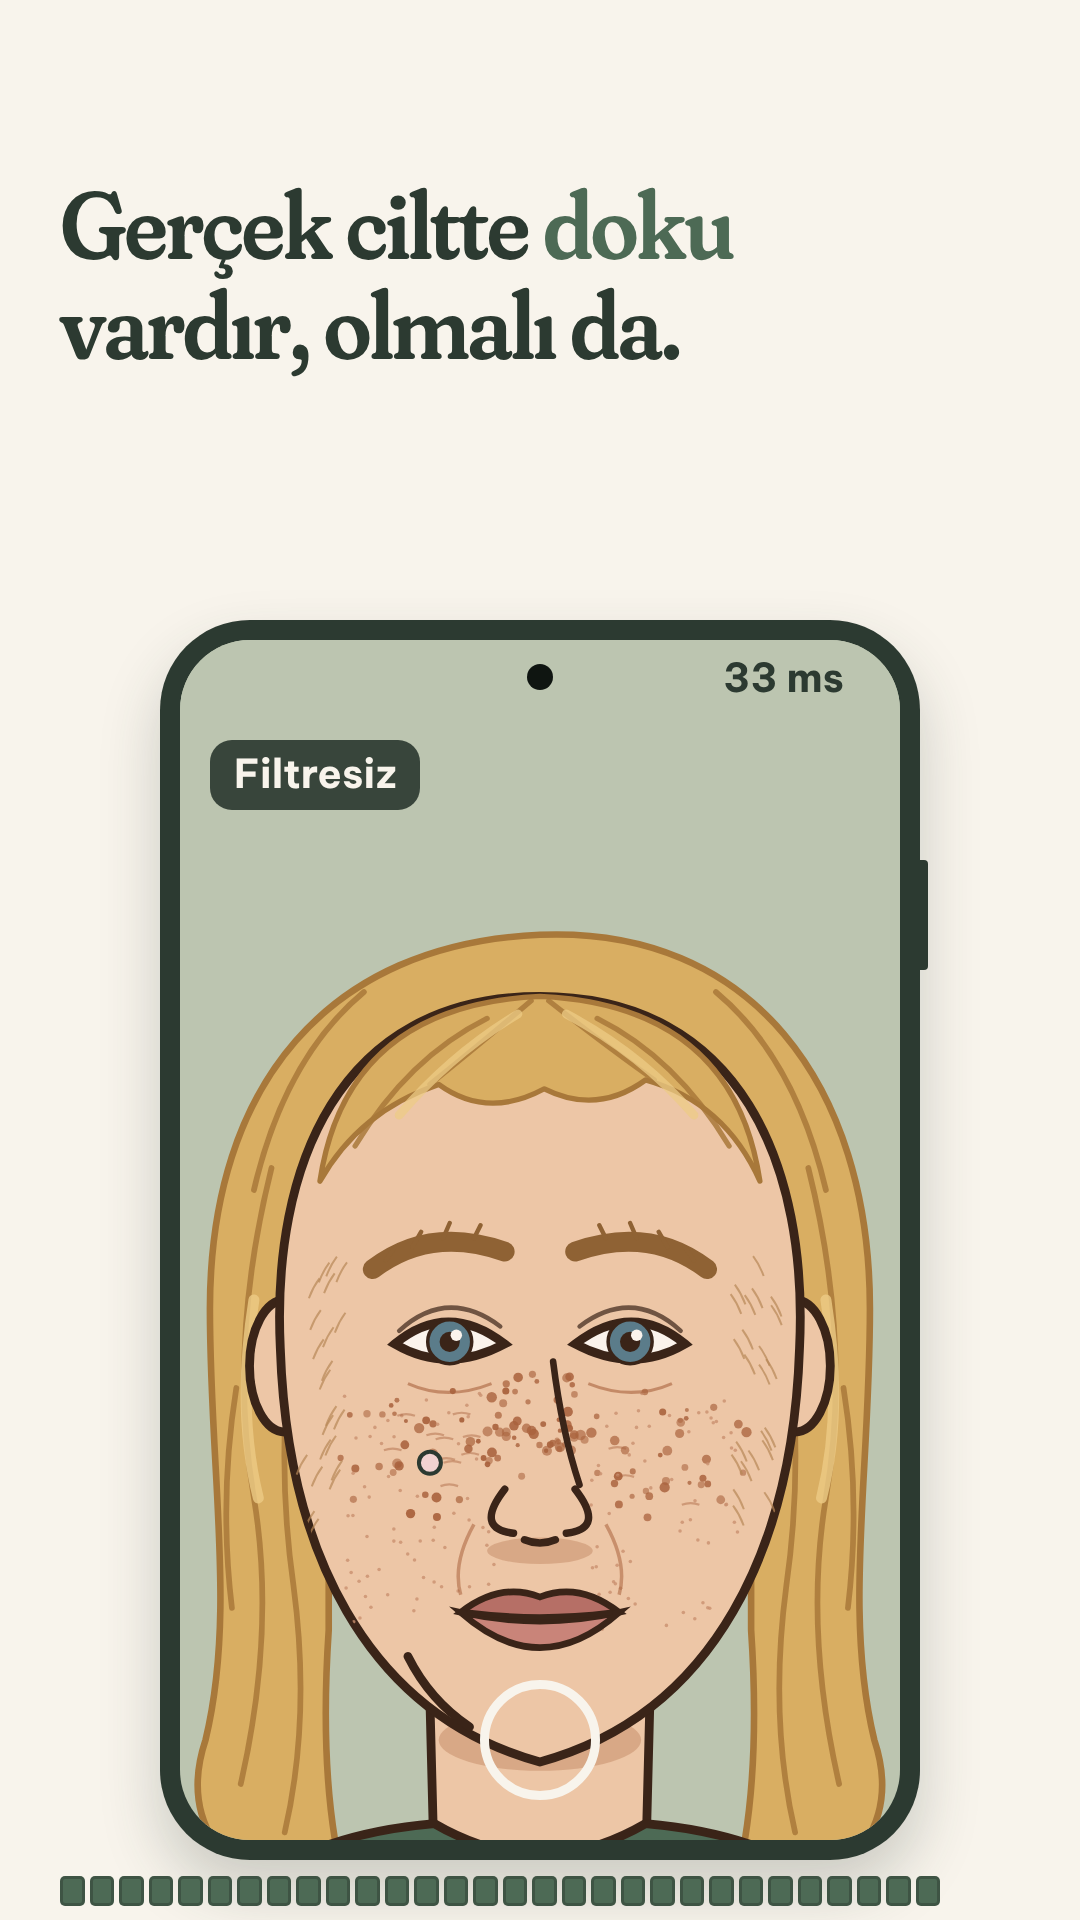 Gerçek ciltte doku
vardır, olmalı da.
33 ms
Filtresiz